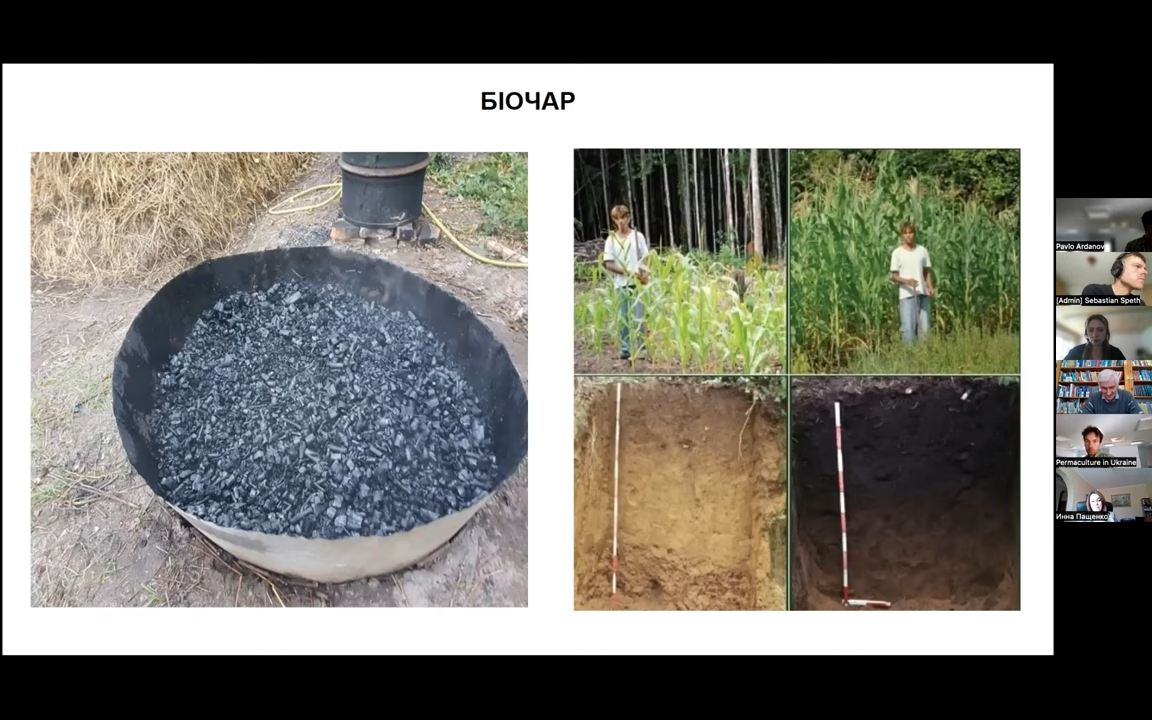 БІОЧАР
Pavlo Ardanov
[Admin] Sebastian Speth
Permaculture in Ukraine
Инна Пащенко